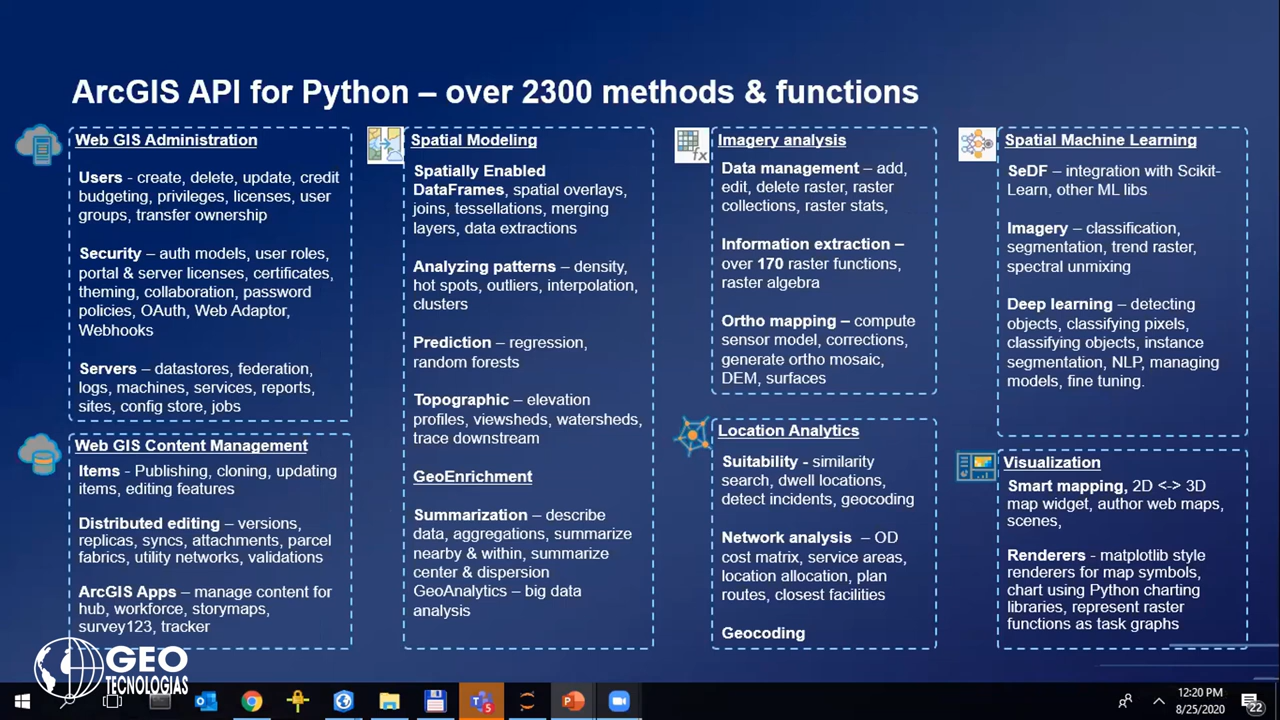 ArcGIS API for Python – over 2300 methods & functions
Web GIS Administration
Users - create, delete, update, credit
budgeting, privileges, licenses, user
groups, transfer ownership
Security – auth models, user roles,
portal & server licenses, certificates,
theming, collaboration, password
policies, OAuth, Web Adaptor,
Webhooks
Servers – datastores, federation,
logs, machines, services, reports,
sites, config store, jobs
Web GIS Content Management
Items - Publishing, cloning, updating
items, editing features
Distributed editing – versions,
replicas, syncs, attachments, parcel
fabrics, utility networks, validations
ArcGIS Apps – manage content for
hub, workforce, storymaps,
survey123, tracker
Spatial Modeling
Spatially Enabled
DataFrames, spatial overlays,
joins, tessellations, merging
layers, data extractions
Analyzing patterns – density,
hot spots, outliers, interpolation,
clusters
Prediction – regression,
random forests
Topographic – elevation
profiles, viewsheds, watersheds,
trace downstream
GeoEnrichment
Summarization – describe
data, aggregations, summarize
nearby & within, summarize
center & dispersion
GeoAnalytics – big data
analysis
fx
Imagery analysis
Data management – add,
edit, delete raster, raster
collections, raster stats,
Information extraction –
over 170 raster functions,
raster algebra
Ortho mapping – compute
sensor model, corrections,
generate ortho mosaic,
DEM, surfaces
Location Analytics
Suitability - similarity
search, dwell locations,
detect incidents, geocoding
Network analysis – OD
cost matrix, service areas,
location allocation, plan
routes, closest facilities
Geocoding
Spatial Machine Learning
SeDF – integration with Scikit-
Learn, other ML libs
Imagery – classification,
segmentation, trend raster,
spectral unmixing
Deep learning – detecting
objects, classifying pixels,
classifying objects, instance
segmentation, NLP, managing
models, fine tuning.
Visualization
Smart mapping, 2D <-> 3D
map widget, author web maps,
scenes,
Renderers - matplotlib style
renderers for map symbols,
chart using Python charting
libraries, represent raster
functions as task graphs
GEO
TECNOLOGIAS
12:20 PM
8/25/2020
22